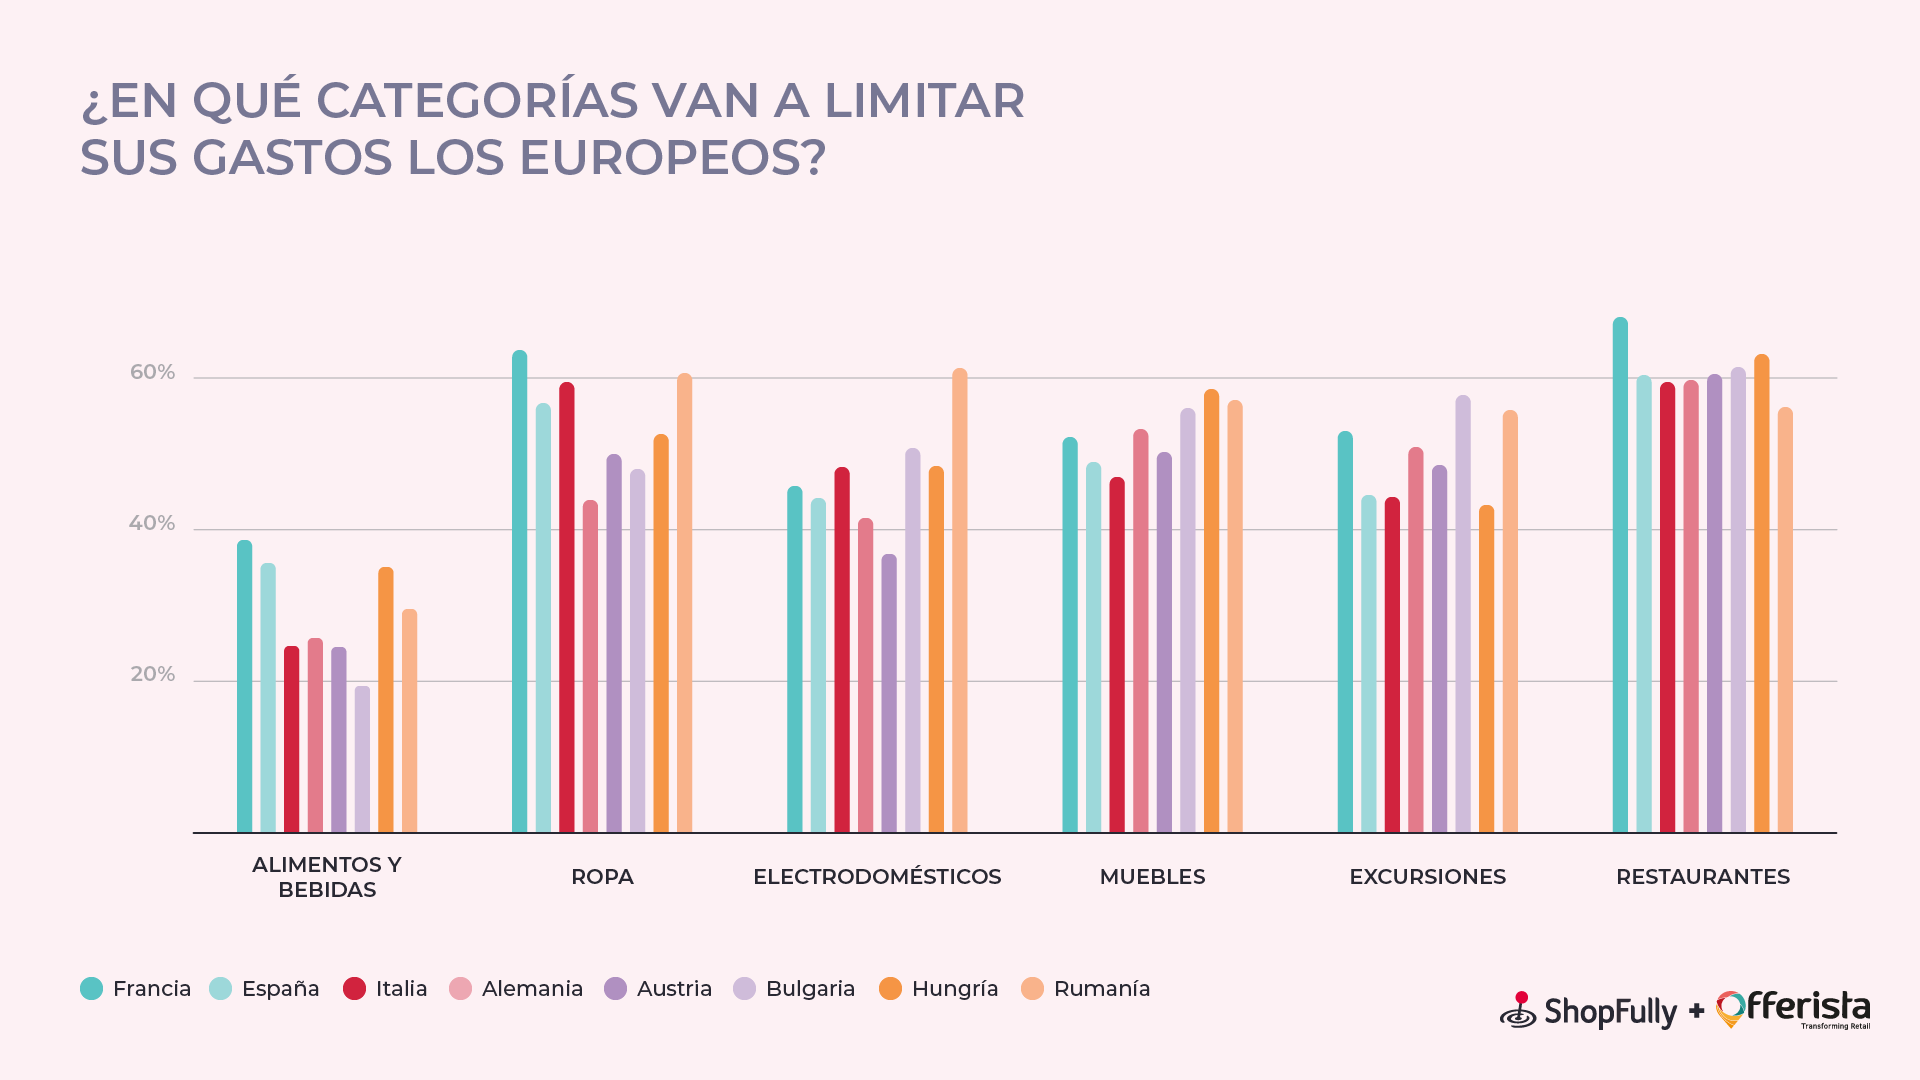 ¿EN QUÉ CATEGORÍAS VAN A LIMITAR
SUS GASTOS LOS EUROPEOS?
60%
40%
20%
ALIMENTOS Y
BEBIDAS
ROPA
ELECTRODOMÉSTICOS
MUEBLES
EXCURSIONES
RESTAURANTES
Francia
España
Italia
Alemania
Austria
Bulgaria
Hungría
Rumanía
ShopFully + Offerista
Transforming Retail